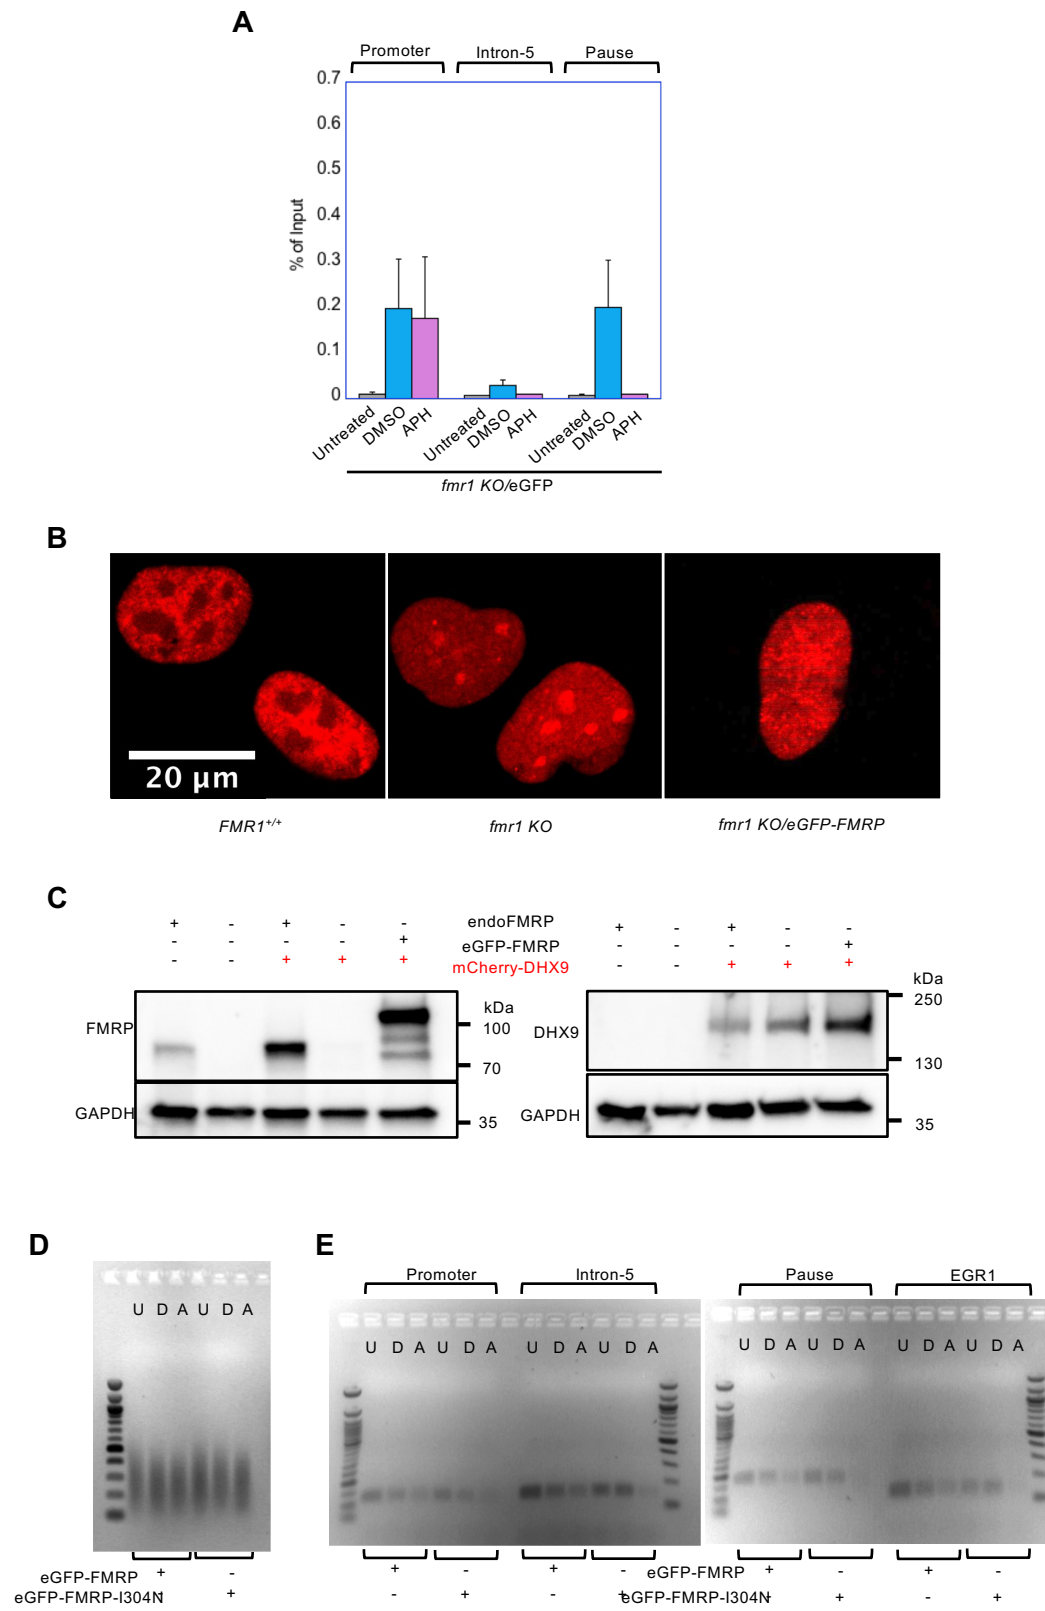 A
Promoter Intron-5 Pause
0.7
0.6
0.5
0.4
0.3
0.2
0.1
0
% of Input
Untreated DMSO APH Untreated DMSO APH Untreated DMSO APH
fmr1 KO/eGFP
B
20 µm
FMR1+/+ fmr1 KO fmr1 KO/eGFP-FMRP
C
+ - + - - endoFMRP + - + - -
- - - - + eGFP-FMRP - - - - +
- - + + + mCherry-DHX9 - - + + +
kDa
kDa
250
FMRP
100
DHX9
70
130
GAPDH
35
GAPDH
35
D
E
Promoter Intron-5 Pause EGR1
U D A U D A
U D A U D A U D A U D A U D A U D A U D A U D A
eGFP-FMRP + - + - + - eGFP-FMRP + - + -
eGFP-FMRP-I304N + - + - + eGFP-FMRP-I304N + - +